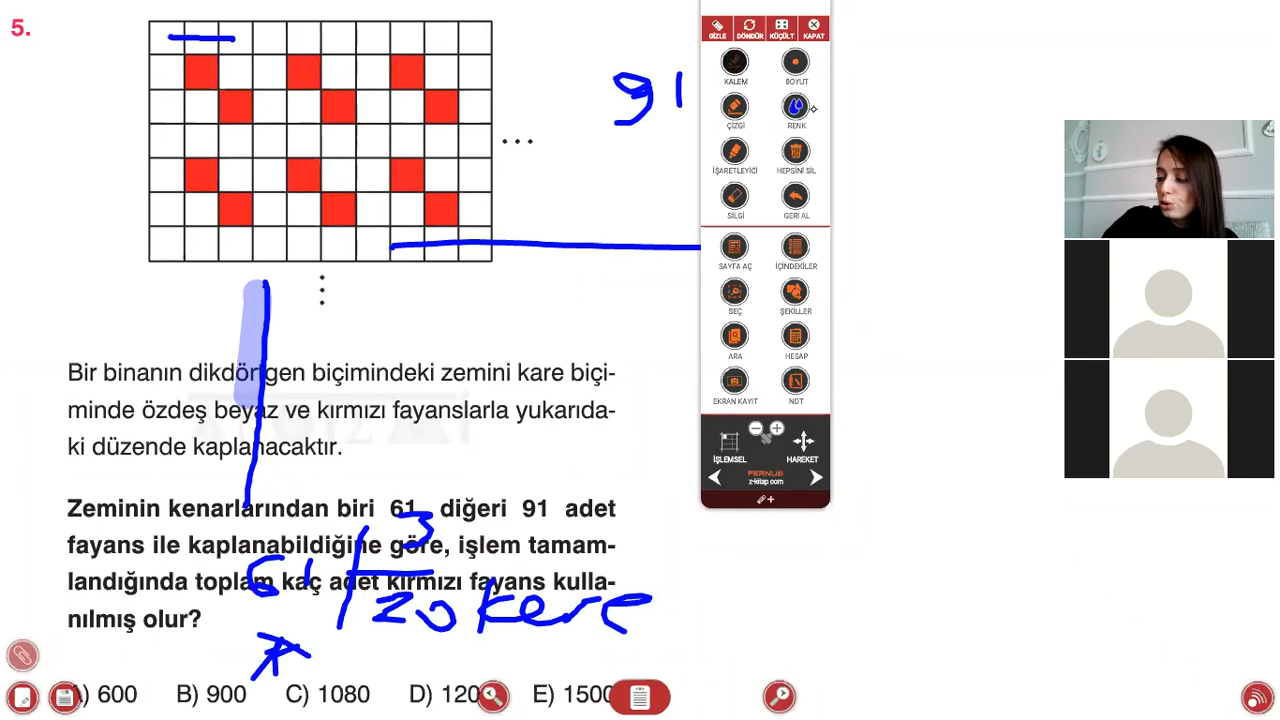 5.
91
GİZLE DÖNDÜR KÜÇÜLT KAPAT
KALEM BOYUT
ÇİZGİ RENK
İŞARETLEYİCİ HEPSİNİ SİL
SİLGİ GERİ AL
SAYFA AÇ İÇİNDEKİLER
SEÇ ŞEKİLLER
ARA HESAP
EKRAN KAYIT NOT
İŞLEMSEL HAREKET
FERNUS
z-kitap.com
Bir binanın dikdörtgen biçimindeki zemini kare biçi-
minde özdeş beyaz ve kırmızı fayanslarla yukarıda-
ki düzende kaplanacaktır.
Zeminin kenarlarından biri 61, diğeri 91 adet
fayans ile kaplanabildiğine göre, işlem tamam-
landığında toplam kaç adet kırmızı fayans kulla-
nılmış olur?
61 3
20 kere
A) 600 B) 900 C) 1080 D) 120 E) 1500